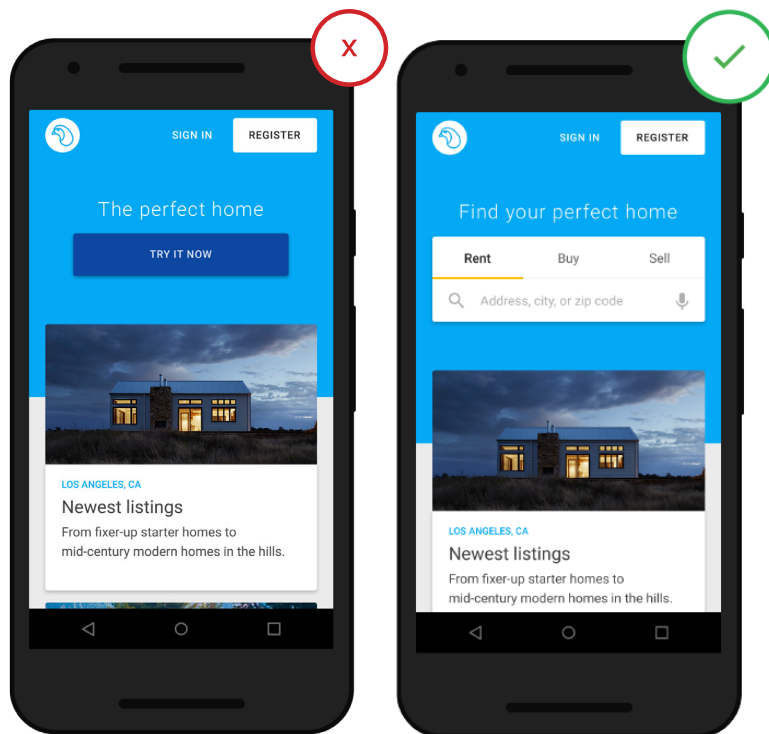 X
SIGN IN
REGISTER
The perfect home
TRY IT NOW
LOS ANGELES, CA
Newest listings
From fixer-up starter homes to
mid-century modern homes in the hills.
SIGN IN
REGISTER
Find your perfect home
Rent
Buy
Sell
Address, city, or zip code
LOS ANGELES, CA
Newest listings
From fixer-up starter homes to
mid-century modern homes in the hills.